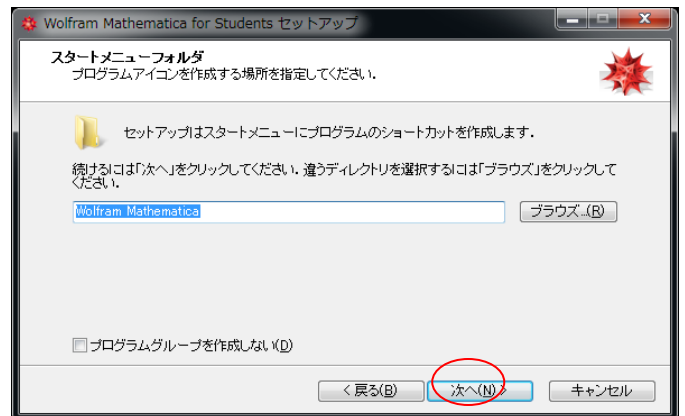 Wolfram Mathematica for Students セットアップ
スタートメニューフォルダ
プログラムアイコンを作成する場所を指定してください.
セットアップはスタートメニューにプログラムのショートカットを作成します.
続けるには「次へ」をクリックしてください. 違うディレクトリを選択するには「ブラウズ」をクリックして
ください.
Wolfram Mathematica
ブラウズ...(R)
プログラムグループを作成しない(D)
< 戻る(B)
次へ(N) >
キャンセル